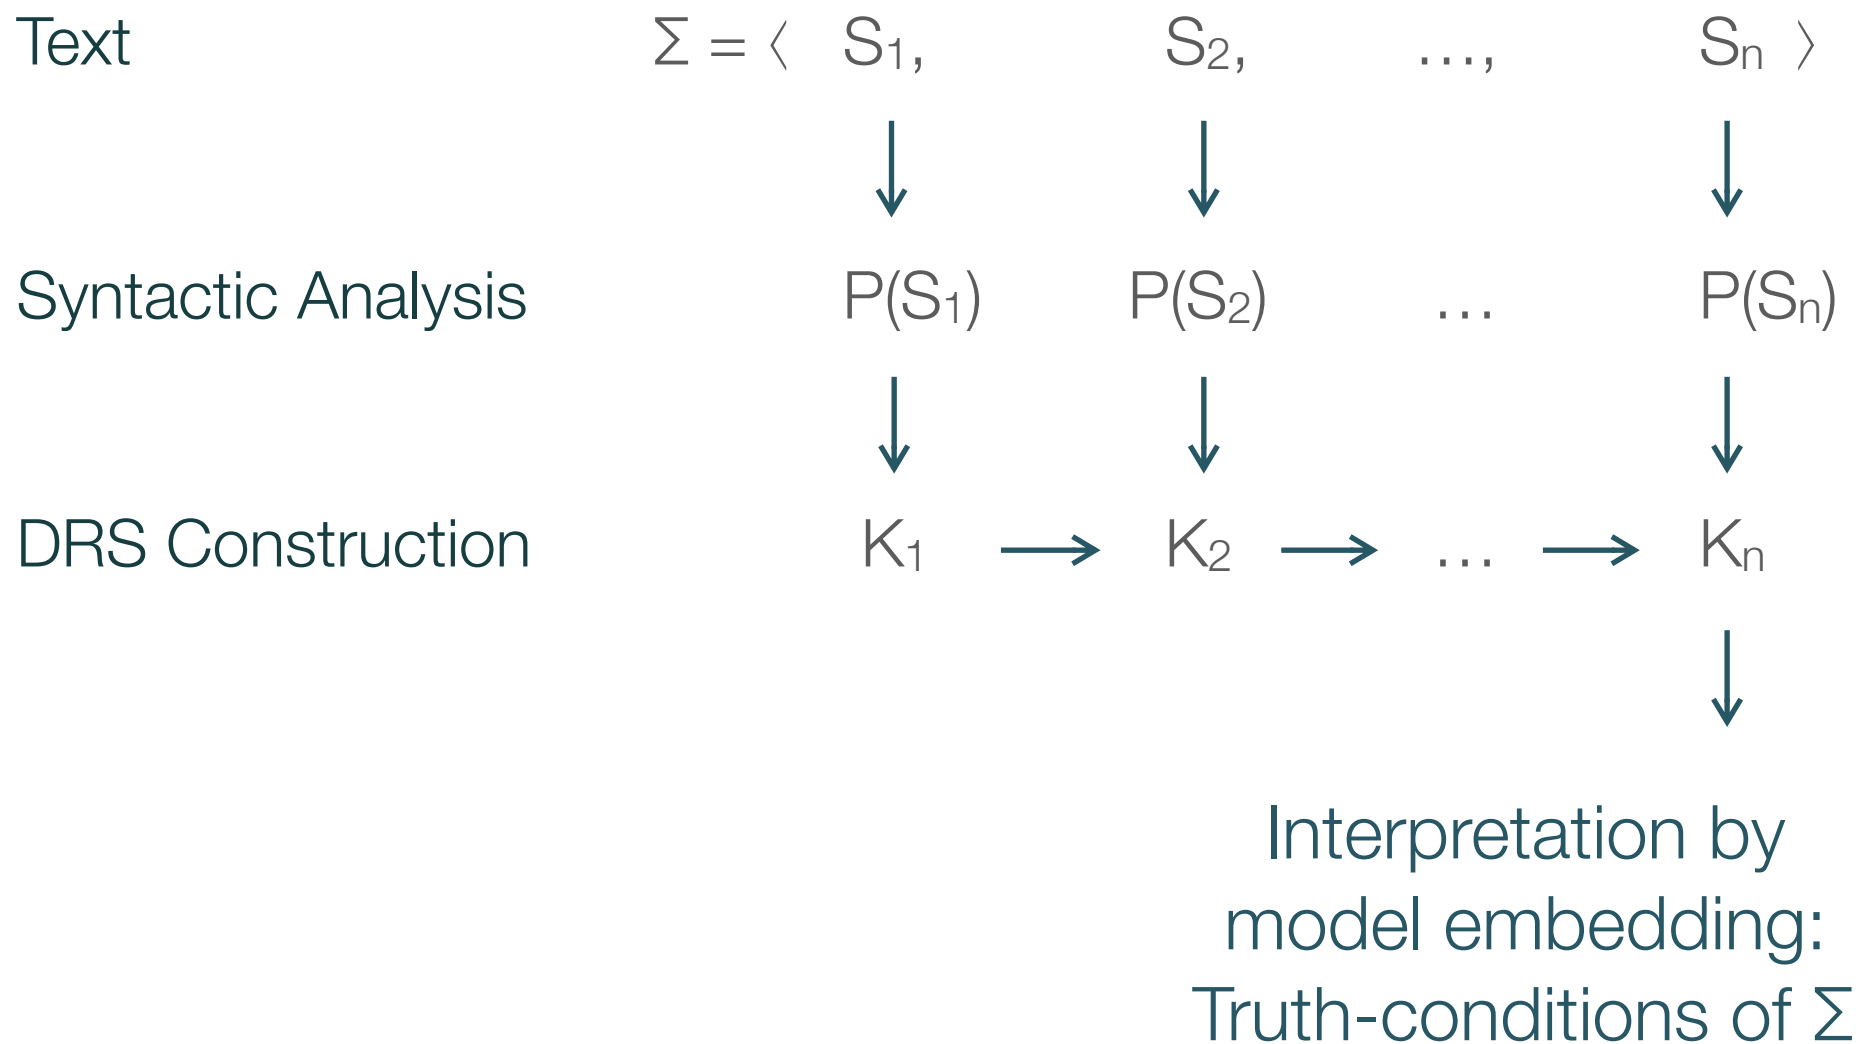 Text Σ = ⟨ S₁, S₂, …, Sₙ ⟩
Syntactic Analysis P(S₁) P(S₂) … P(Sₙ)
DRS Construction K₁ K₂ … Kₙ
Interpretation by
model embedding:
Truth-conditions of Σ